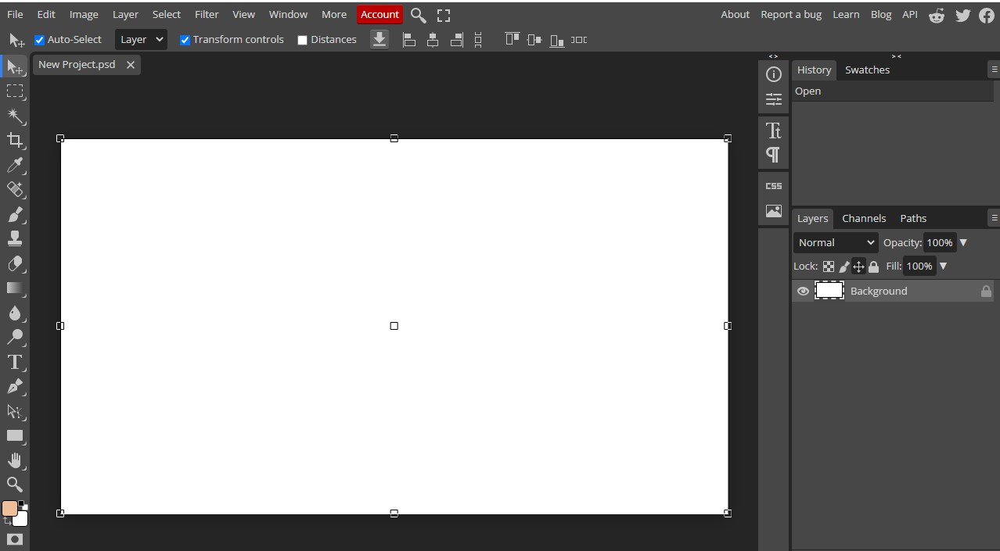 File Edit Image Layer Select Filter View Window More Account About Report a bug Learn Blog API
Auto-Select Layer Transform controls Distances
New Project.psd
History Swatches
Open
Tt
CSS
Layers Channels Paths
Normal Opacity: 100%
Lock: Fill: 100%
Background
T